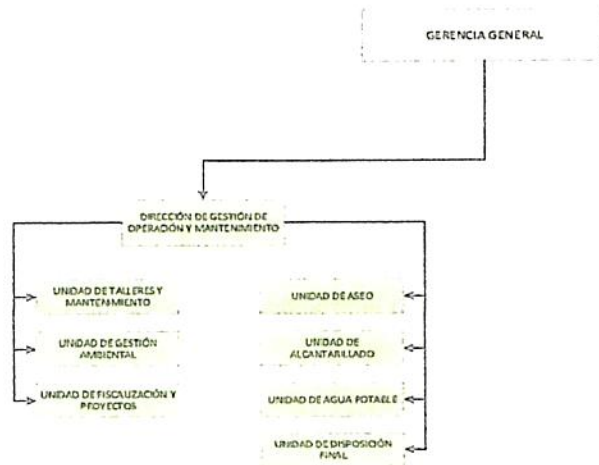 GERENCIA GENERAL
DIRECCIÓN DE GESTIÓN DE
OPERACIÓN Y MANTENIMIENTO
UNIDAD DE TALLERES Y
MANTENIMIENTO
UNIDAD DE GESTIÓN
AMBIENTAL
UNIDAD DE FISCALIZACIÓN Y
PROYECTOS
UNIDAD DE ASEO
UNIDAD DE
ALCANTARILLADO
UNIDAD DE AGUA POTABLE
UNIDAD DE DISPOSICIÓN
FINAL